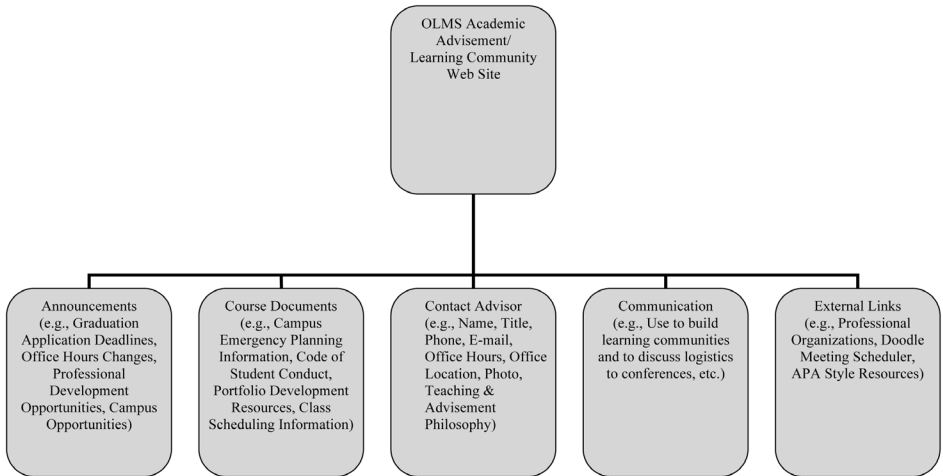 OLMS Academic
Advisement/
Learning Community
Web Site
Announcements
(e.g., Graduation
Application Deadlines,
Office Hours Changes,
Professional
Development
Opportunities, Campus
Opportunities)
Course Documents
(e.g., Campus
Emergency Planning
Information, Code of
Student Conduct,
Portfolio Development
Resources, Class
Scheduling Information)
Contact Advisor
(e.g., Name, Title,
Phone, E-mail,
Office Hours, Office
Location, Photo,
Teaching &
Advisement
Philosophy)
Communication
(e.g., Use to build
learning communities
and to discuss logistics
to conferences, etc.)
External Links
(e.g., Professional
Organizations, Doodle
Meeting Scheduler,
APA Style Resources)